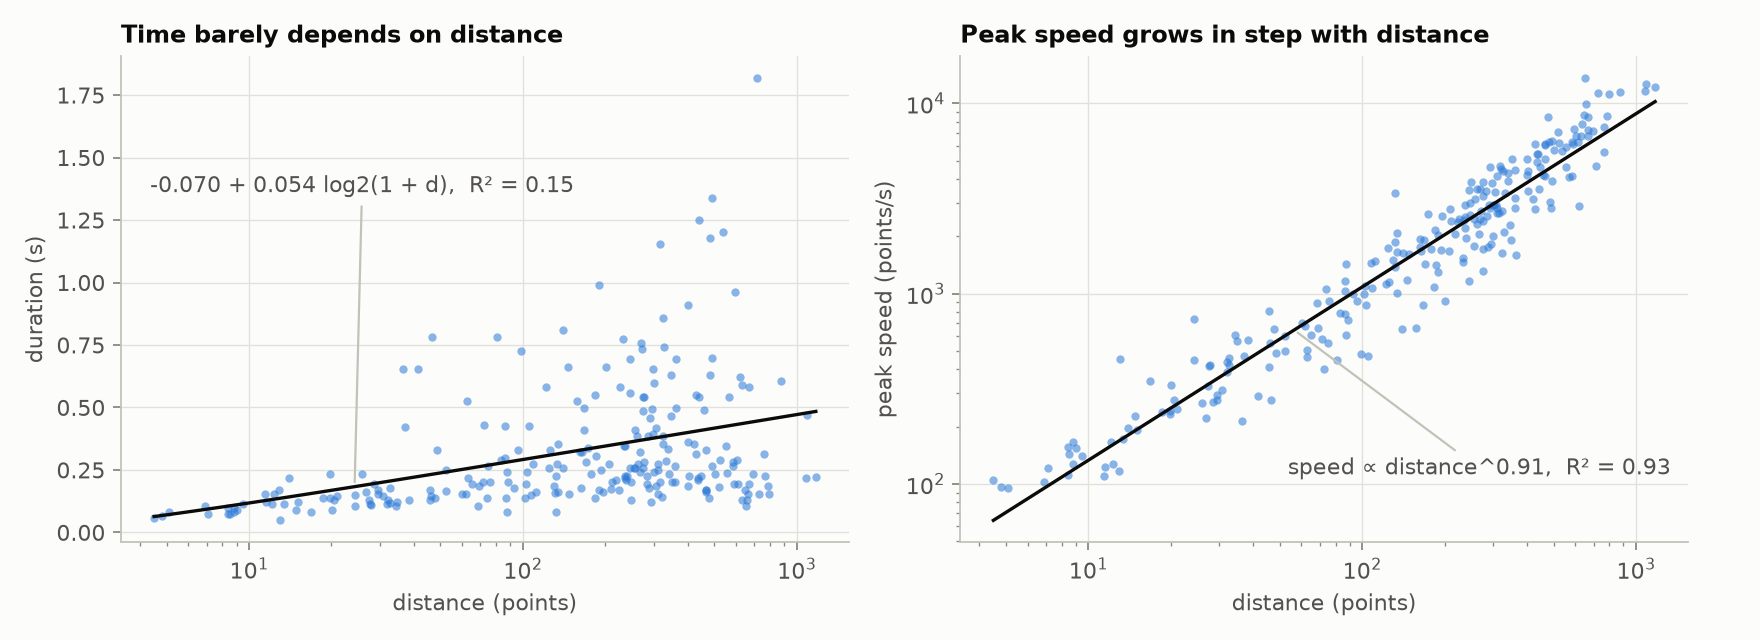 Time barely depends on distance
1.75
1.50
1.25
1.00
0.75
0.50
0.25
0.00
duration (s)
-0.070 + 0.054 log2(1 + d),  R² = 0.15
10¹
10²
10³
distance (points)
Peak speed grows in step with distance
10⁴
10³
10²
peak speed (points/s)
speed ∝ distance^0.91,  R² = 0.93
10¹
10²
10³
distance (points)